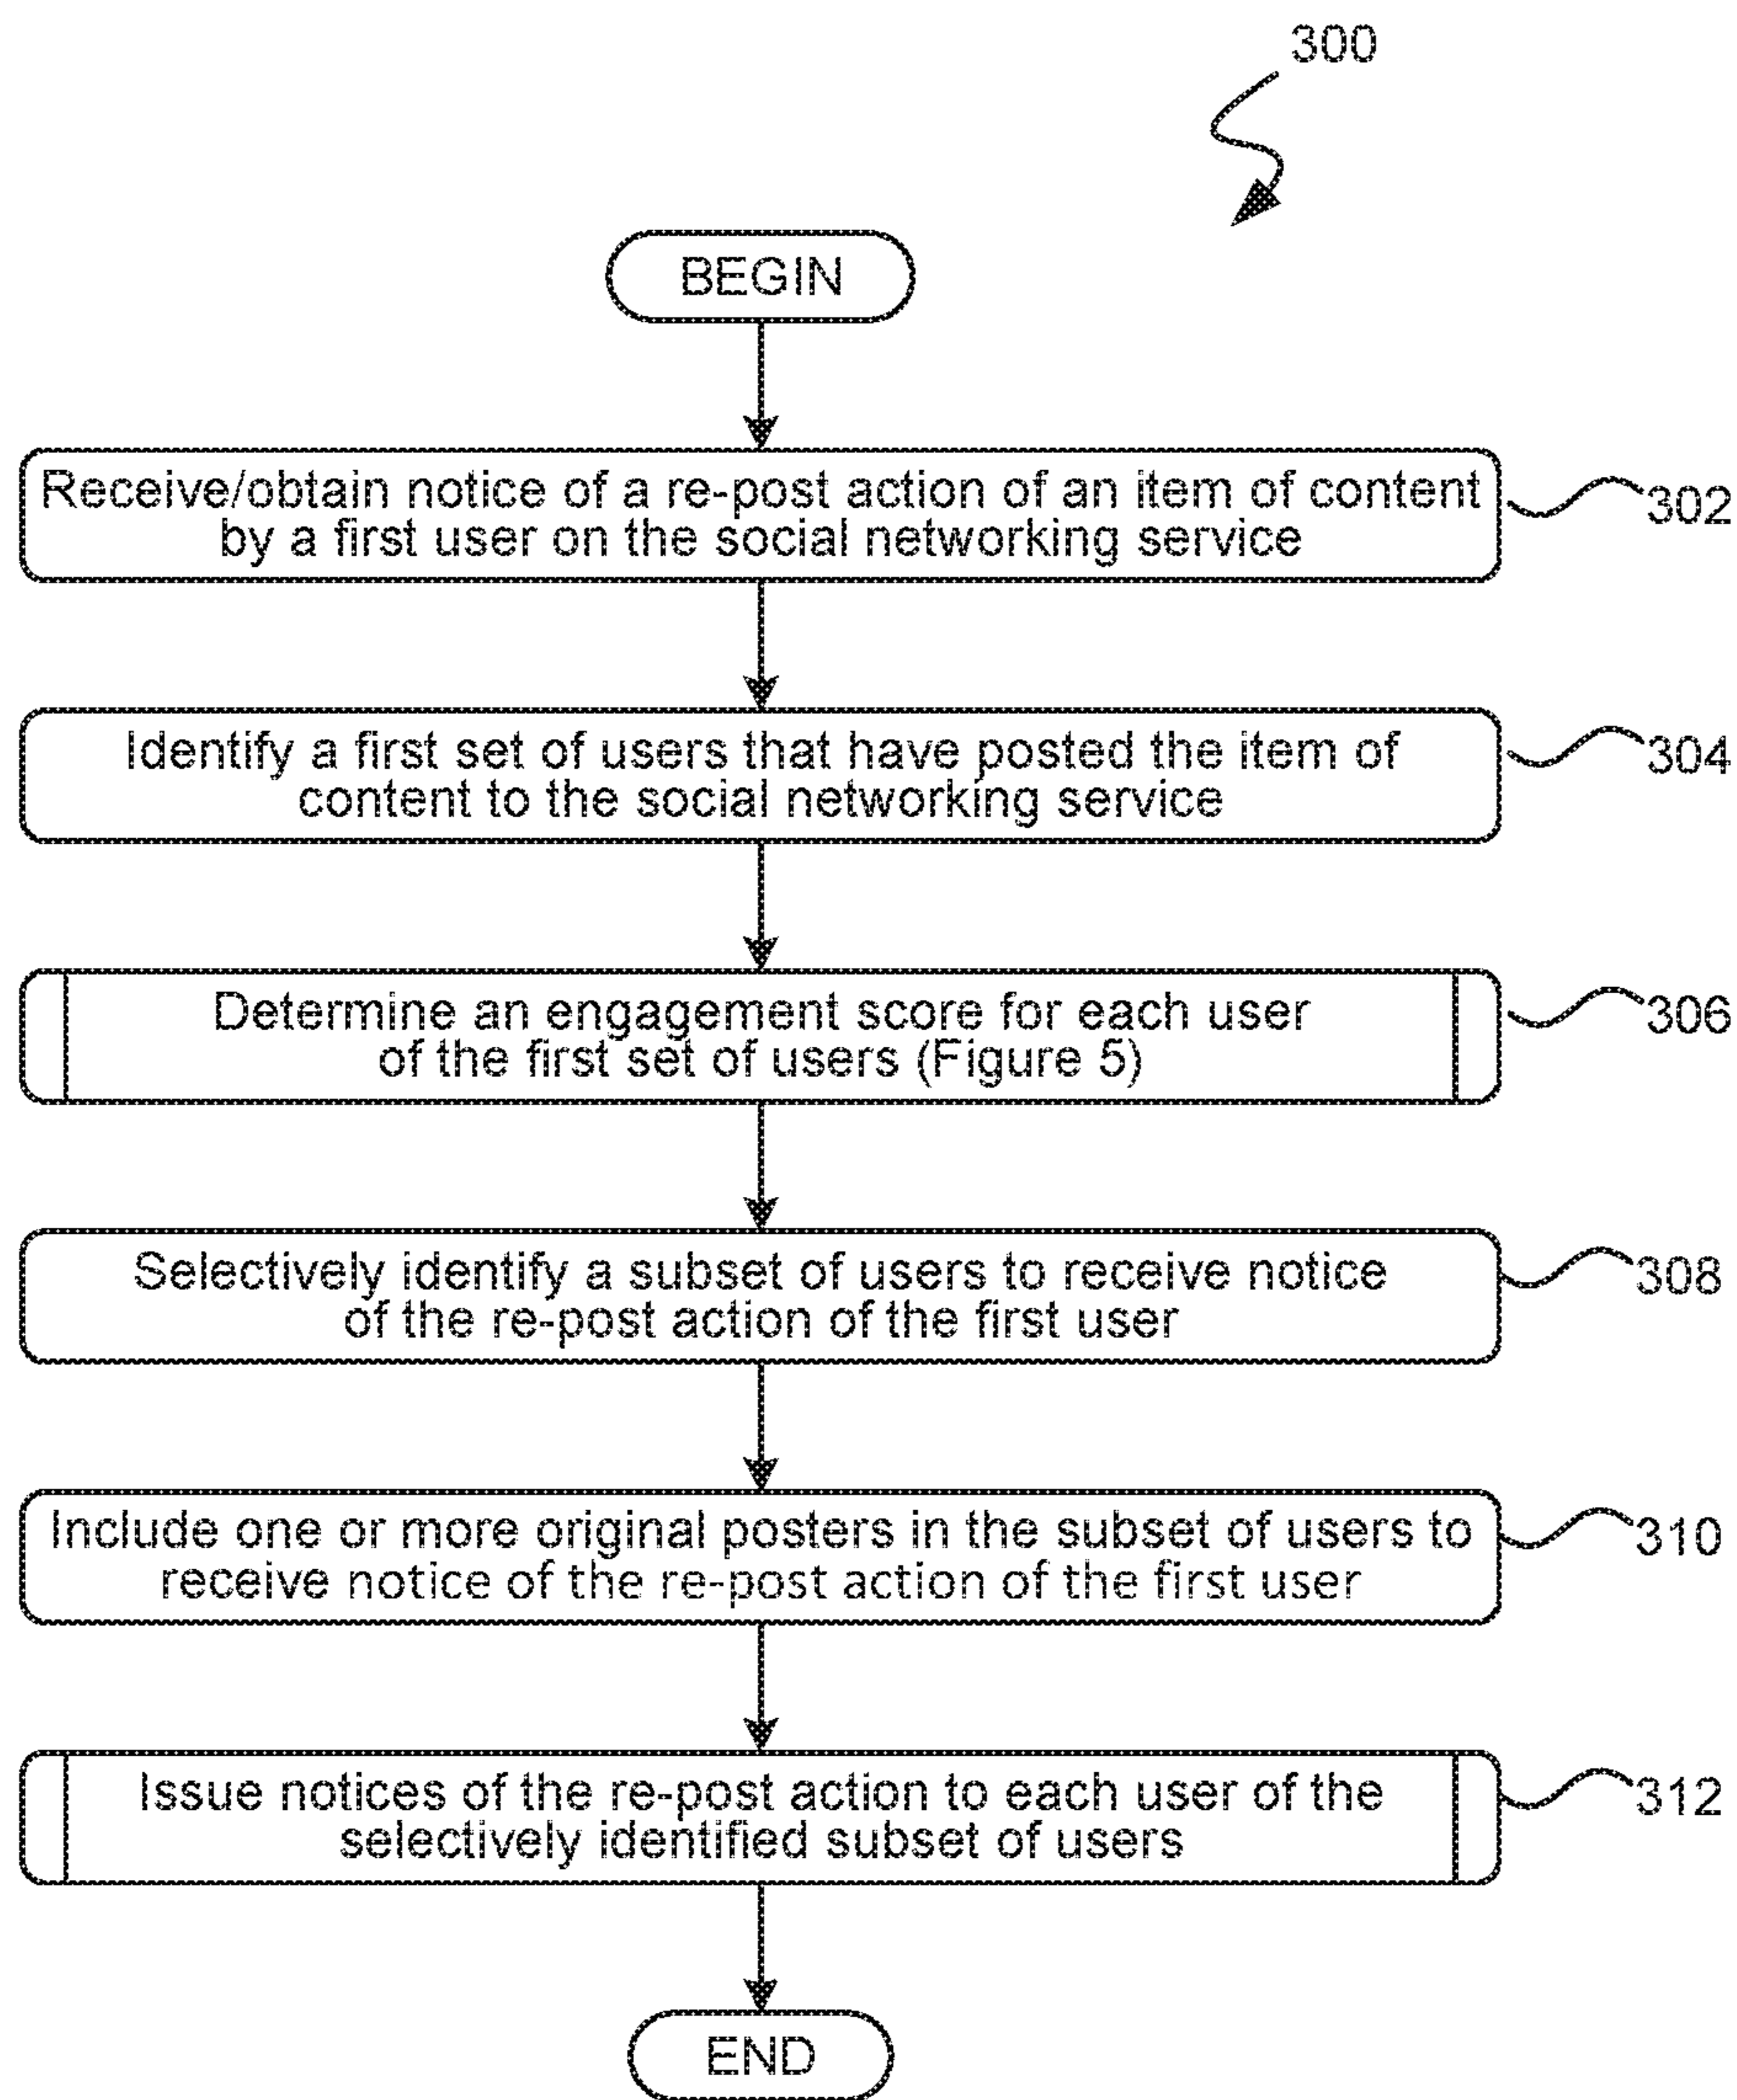 300
BEGIN
Receive/obtain notice of a re-post action of an item of content
by a first user on the social networking service
302
Identify a first set of users that have posted the item of
content to the social networking service
304
Determine an engagement score for each user
of the first set of users (Figure 5)
306
Selectively identify a subset of users to receive notice
of the re-post action of the first user
308
Include one or more original posters in the subset of users to
receive notice of the re-post action of the first user
310
Issue notices of the re-post action to each user of the
selectively identified subset of users
312
END